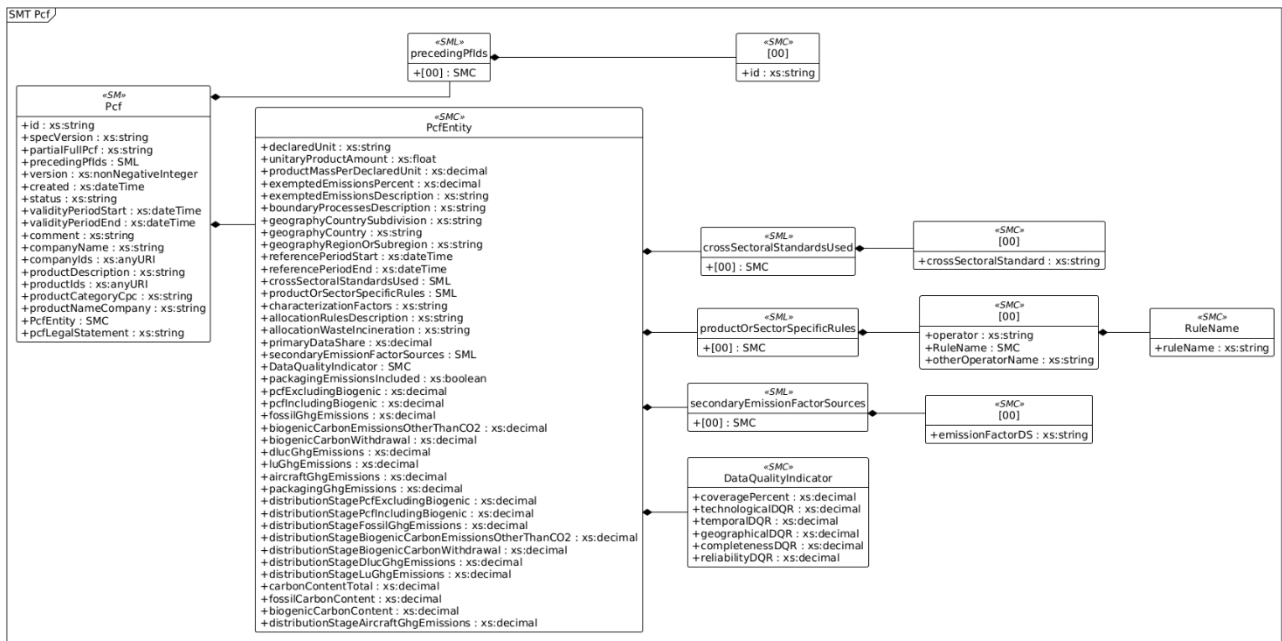 SMT Pcf
«SML»
precedingPfIds
+[00] : SMC
«SMC»
[00]
+id : xs:string
«SM»
Pcf
+id : xs:string
+specVersion : xs:string
+partialFullPcf : xs:string
+precedingPfIds : SML
+version : xs:nonNegativeInteger
+created : xs:dateTime
+status : xs:string
+validityPeriodStart : xs:dateTime
+validityPeriodEnd : xs:dateTime
+comment : xs:string
+companyName : xs:string
+companyIds : xs:anyURI
+productDescription : xs:string
+productIds : xs:anyURI
+productCategoryCpc : xs:string
+productNameCompany : xs:string
+PcfEntity : SMC
+pcfLegalStatement : xs:string
«SMC»
PcfEntity
+declaredUnit : xs:string
+unitaryProductAmount : xs:float
+productMassPerDeclaredUnit : xs:decimal
+exemptedEmissionsPercent : xs:decimal
+exemptedEmissionsDescription : xs:string
+boundaryProcessesDescription : xs:string
+geographyCountrySubdivision : xs:string
+geographyCountry : xs:string
+geographyRegionOrSubregion : xs:string
+referencePeriodStart : xs:dateTime
+referencePeriodEnd : xs:dateTime
+crossSectoralStandardsUsed : SML
+productOrSectorSpecificRules : SML
+characterizationFactors : xs:string
+allocationRulesDescription : xs:string
+allocationWasteIncineration : xs:string
+primaryDataShare : xs:decimal
+secondaryEmissionFactorSources : SML
+DataQualityIndicator : SMC
+packagingEmissionsIncluded : xs:boolean
+pcfExcludingBiogenic : xs:decimal
+pcfIncludingBiogenic : xs:decimal
+fossilGhgEmissions : xs:decimal
+biogenicCarbonEmissionsOtherThanCO2 : xs:decimal
+biogenicCarbonWithdrawal : xs:decimal
+dlucGhgEmissions : xs:decimal
+luGhgEmissions : xs:decimal
+aircraftGhgEmissions : xs:decimal
+packagingGhgEmissions : xs:decimal
+distributionStagePcfExcludingBiogenic : xs:decimal
+distributionStagePcfIncludingBiogenic : xs:decimal
+distributionStageFossilGhgEmissions : xs:decimal
+distributionStageBiogenicCarbonEmissionsOtherThanCO2 : xs:decimal
+distributionStageBiogenicCarbonWithdrawal : xs:decimal
+distributionStageDlucGhgEmissions : xs:decimal
+distributionStageLuGhgEmissions : xs:decimal
+carbonContentTotal : xs:decimal
+fossilCarbonContent : xs:decimal
+biogenicCarbonContent : xs:decimal
+distributionStageAircraftGhgEmissions : xs:decimal
«SML»
crossSectoralStandardsUsed
+[00] : SMC
«SMC»
[00]
+crossSectoralStandard : xs:string
«SML»
productOrSectorSpecificRules
+[00] : SMC
«SMC»
[00]
+operator : xs:string
+RuleName : SMC
+otherOperatorName : xs:string
«SMC»
RuleName
+ruleName : xs:string
«SML»
secondaryEmissionFactorSources
+[00] : SMC
«SMC»
[00]
+emissionFactorDS : xs:string
«SMC»
DataQualityIndicator
+coveragePercent : xs:decimal
+technologicalDQR : xs:decimal
+temporalDQR : xs:decimal
+geographicalDQR : xs:decimal
+completenessDQR : xs:decimal
+reliabilityDQR : xs:decimal